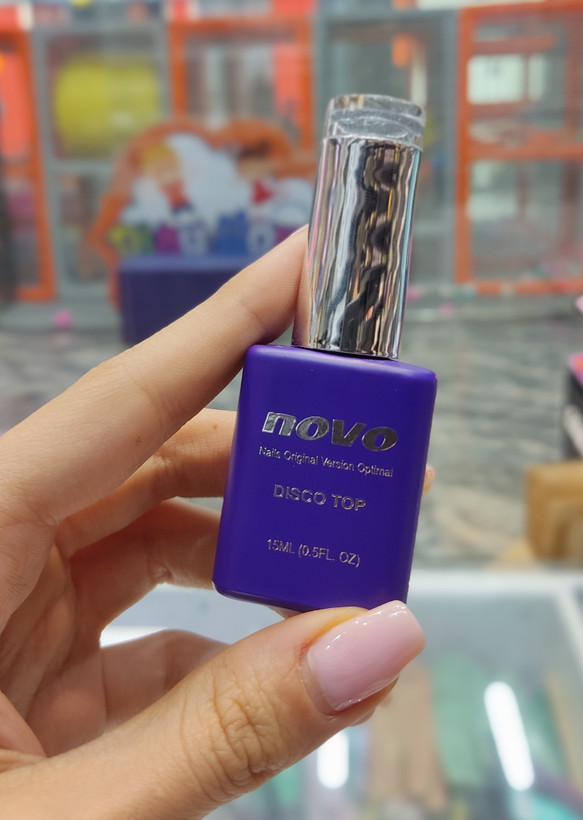 novo
Nails Original Version Optimal
DISCO TOP
15ML (0.5FL. OZ)